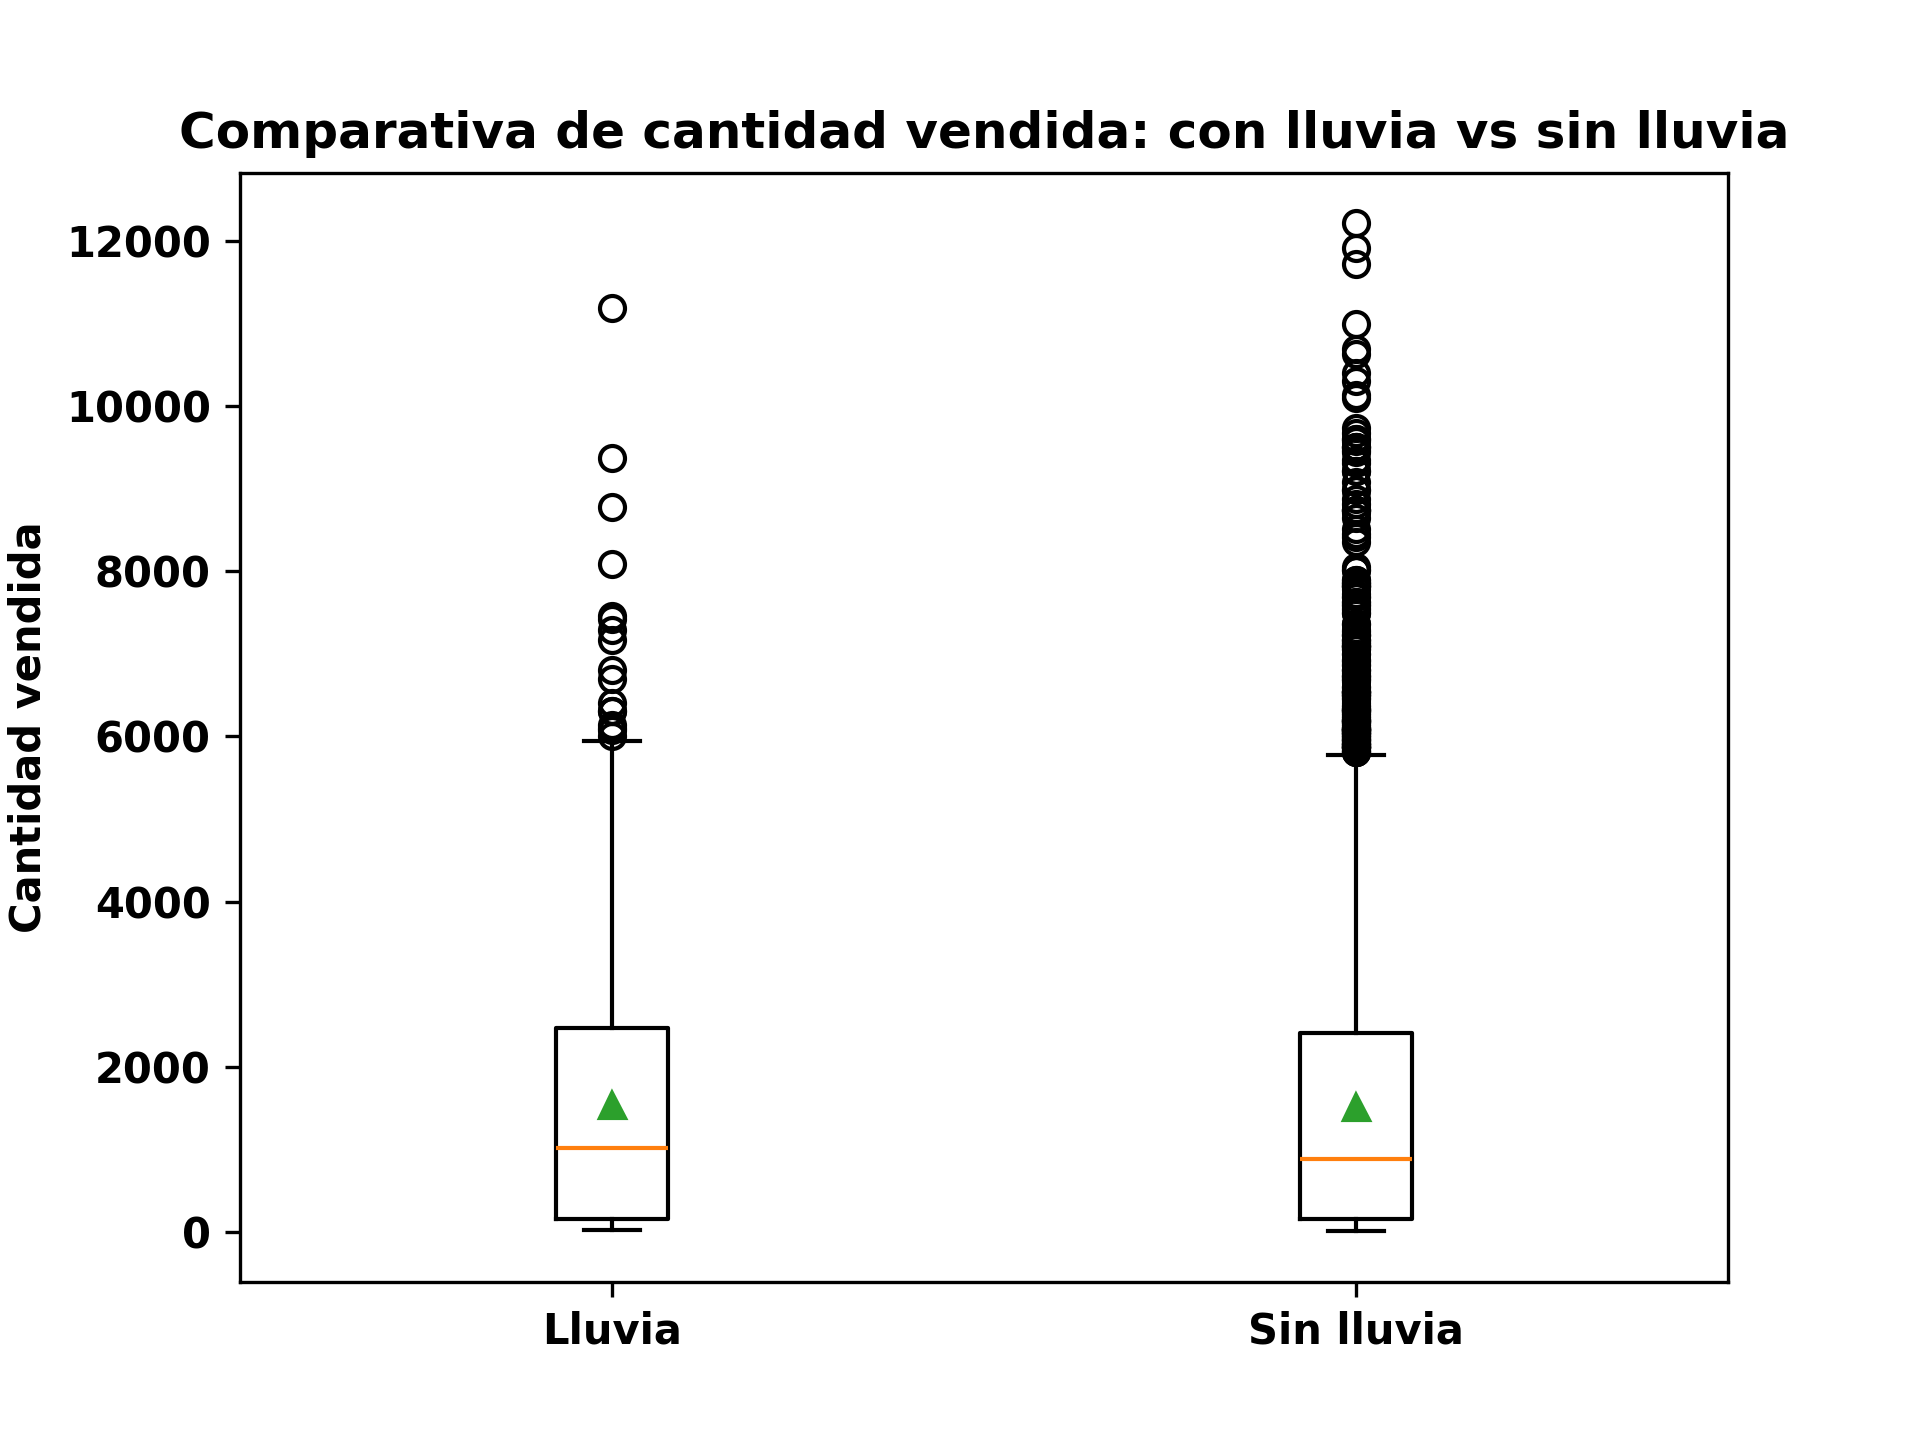 Comparativa de cantidad vendida: con lluvia vs sin lluvia
Cantidad vendida
12000
10000
8000
6000
4000
2000
0
Lluvia
Sin lluvia